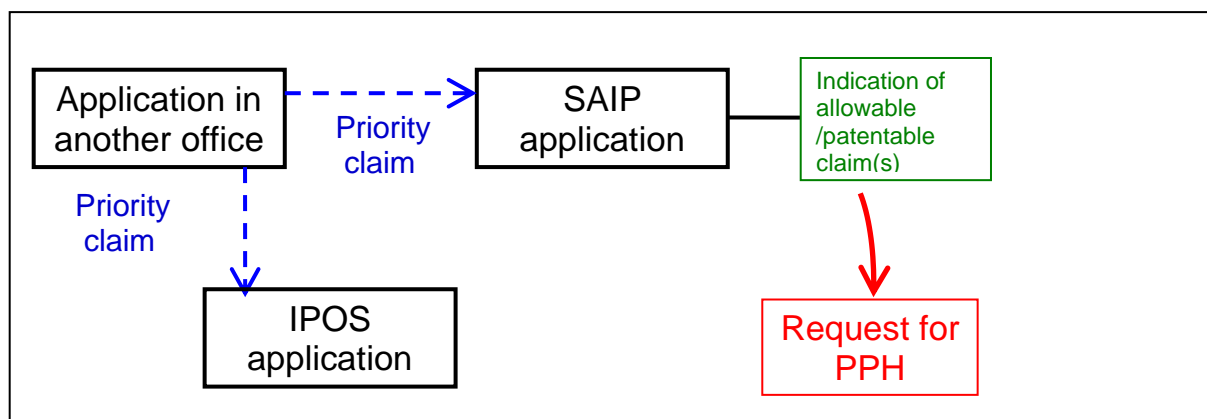 Application in
another office
Priority
claim
SAIP
application
Indication of
allowable
/patentable
claim(s)
Priority
claim
IPOS
application
Request for
PPH